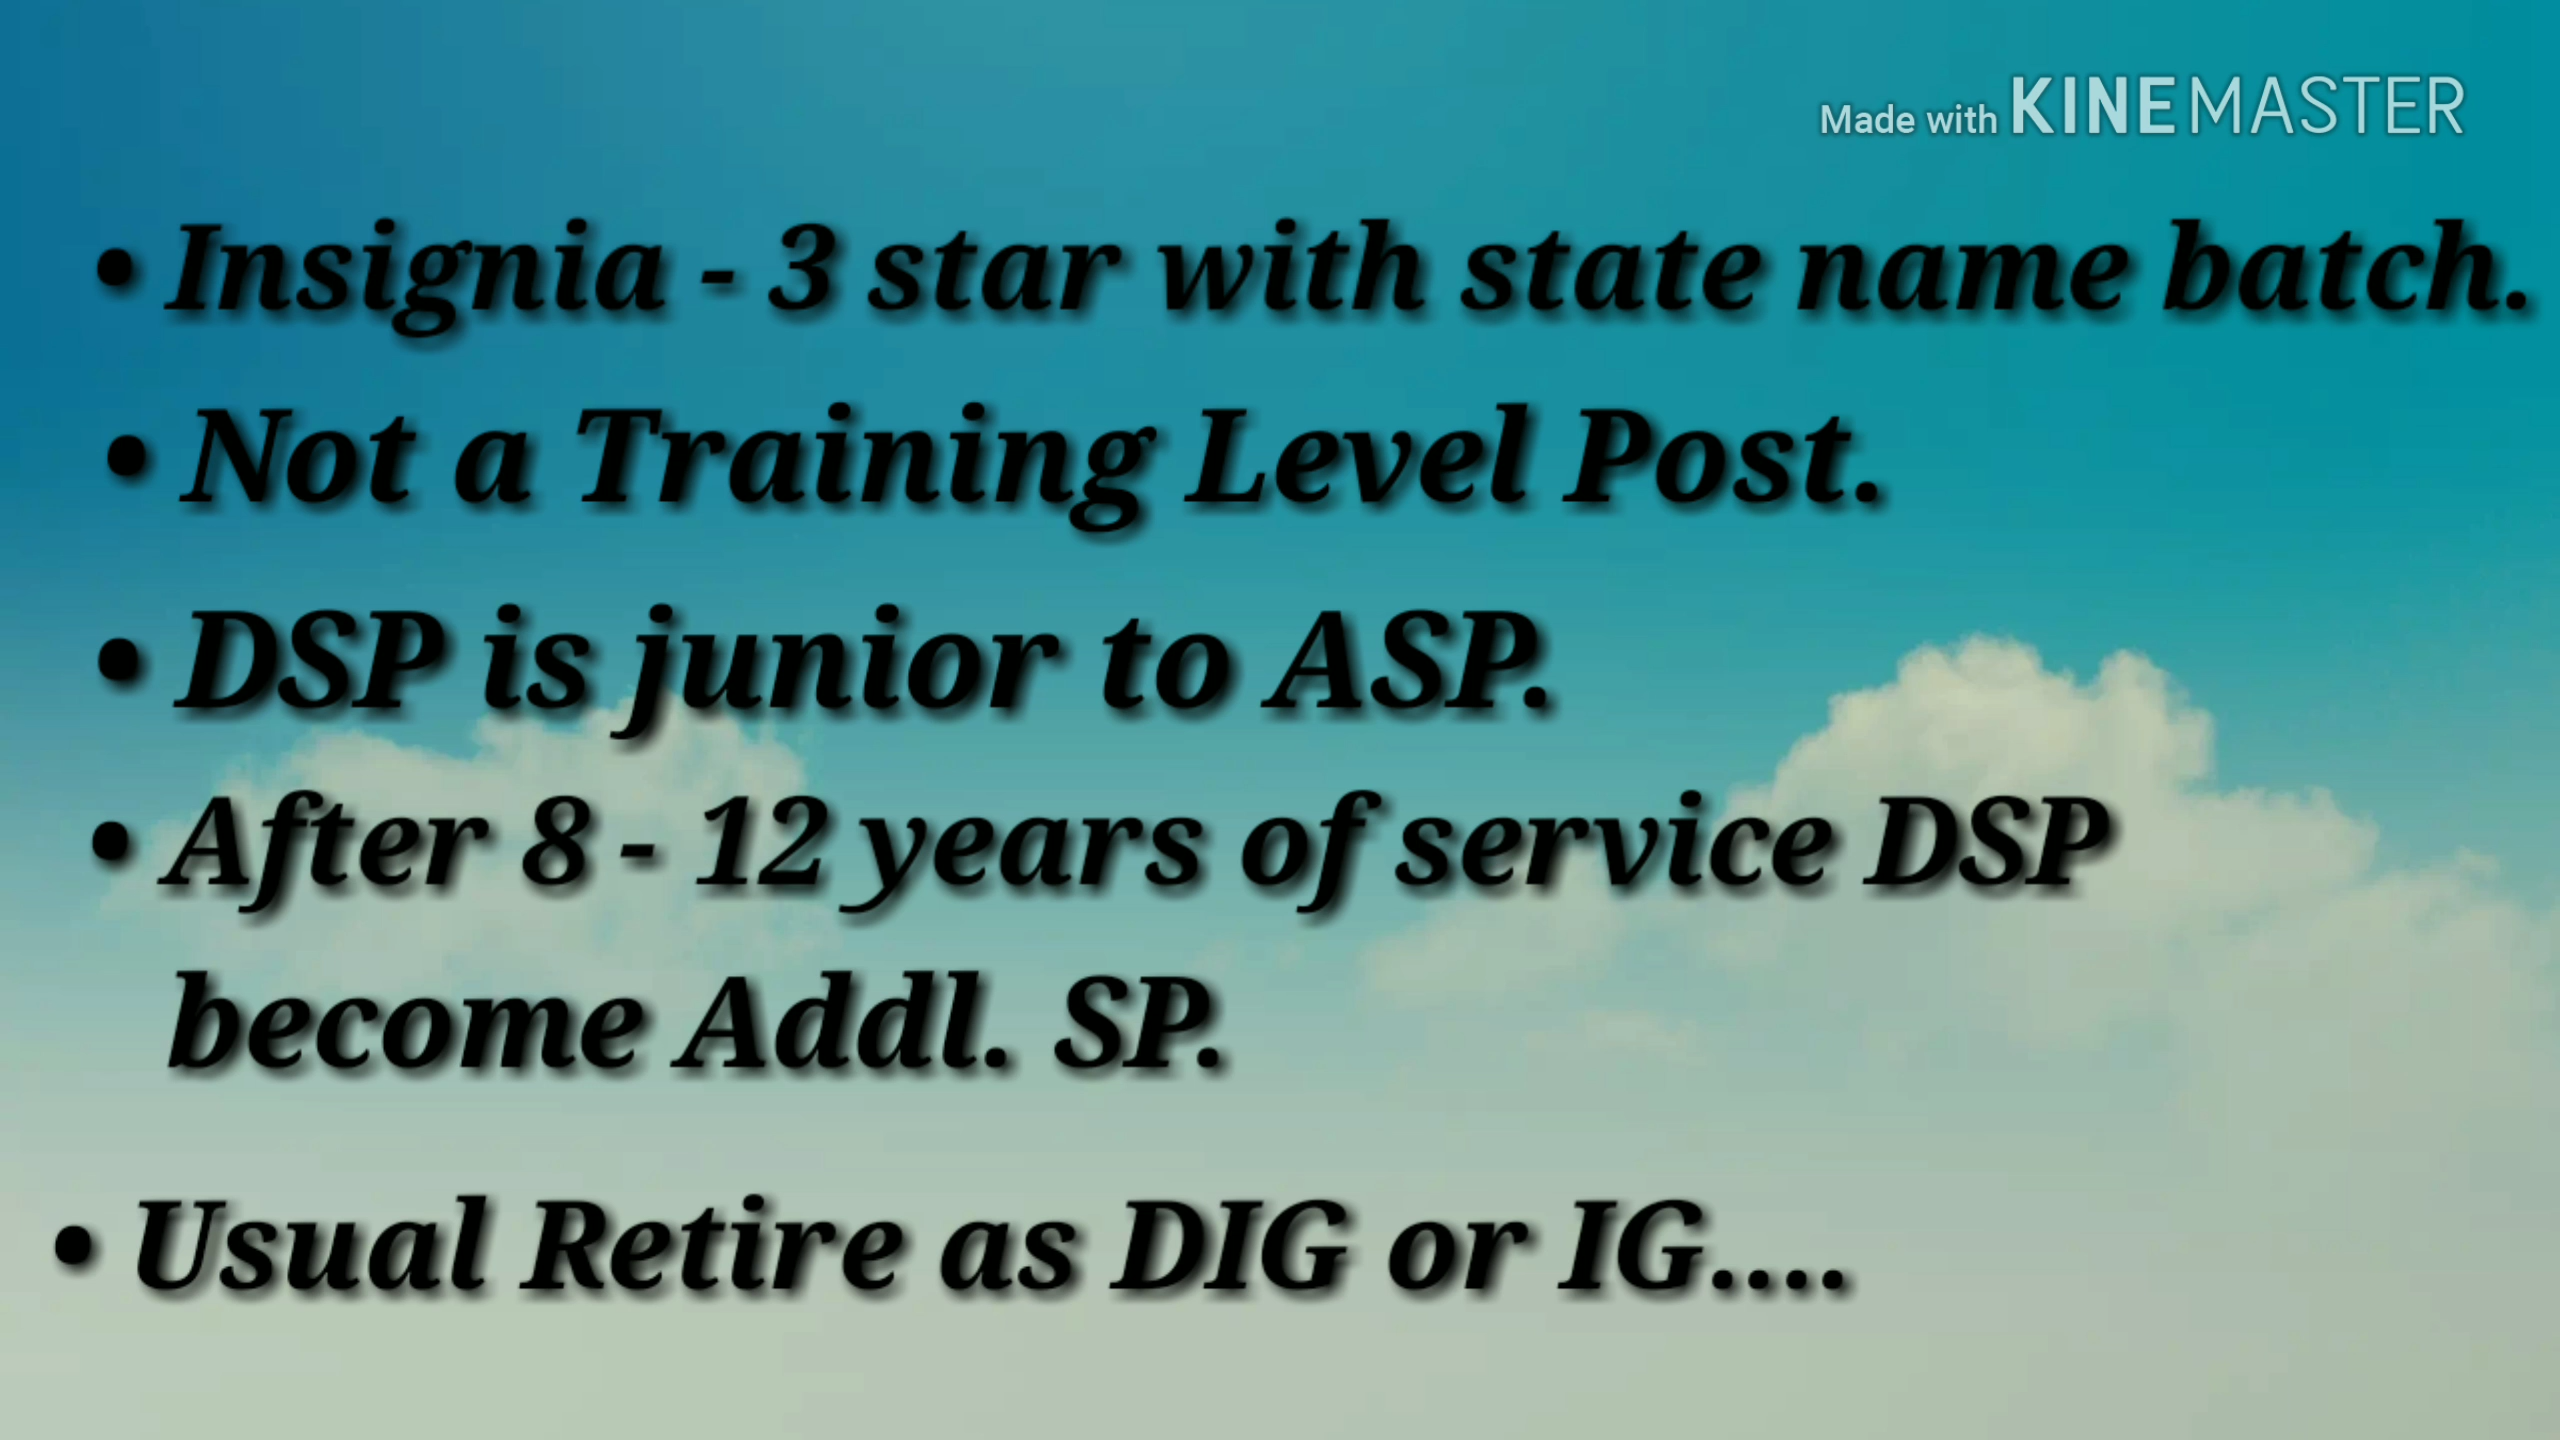 Made with KINEMASTER
• Insignia - 3 star with state name batch.
• Not a Training Level Post.
• DSP is junior to ASP.
• After 8 - 12 years of service DSP
become Addl. SP.
• Usual Retire as DIG or IG....